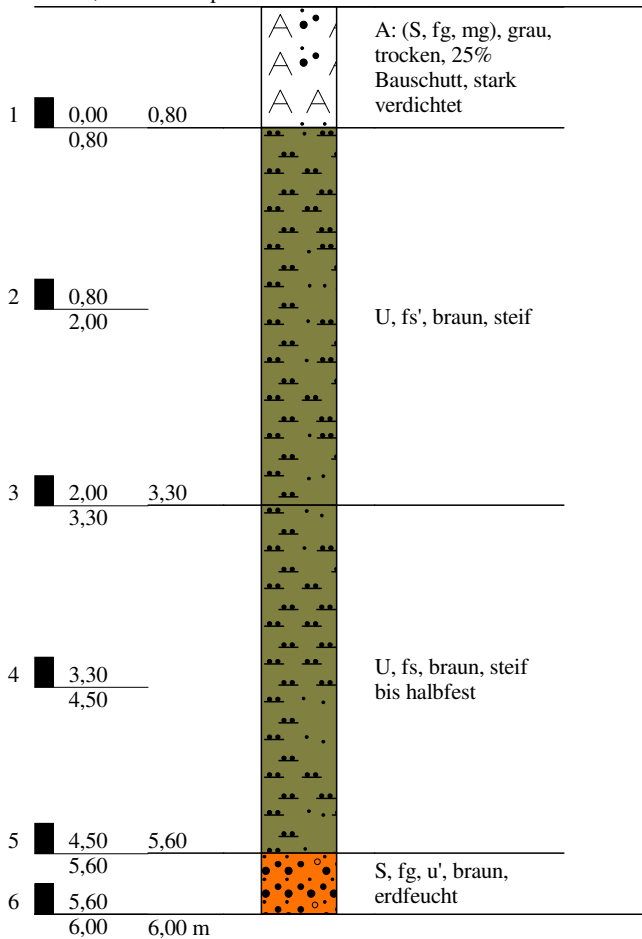 A: (S, fg, mg), grau,
trocken, 25%
Bauschutt, stark
verdichtet
1 0,00 0,80
0,80
2 0,80
2,00
U, fs', braun, steif
3 2,00 3,30
3,30
U, fs, braun, steif
bis halbfest
4 3,30
4,50
5 4,50 5,60
5,60
S, fg, u', braun,
erdfeucht
6 5,60
6,00 6,00 m